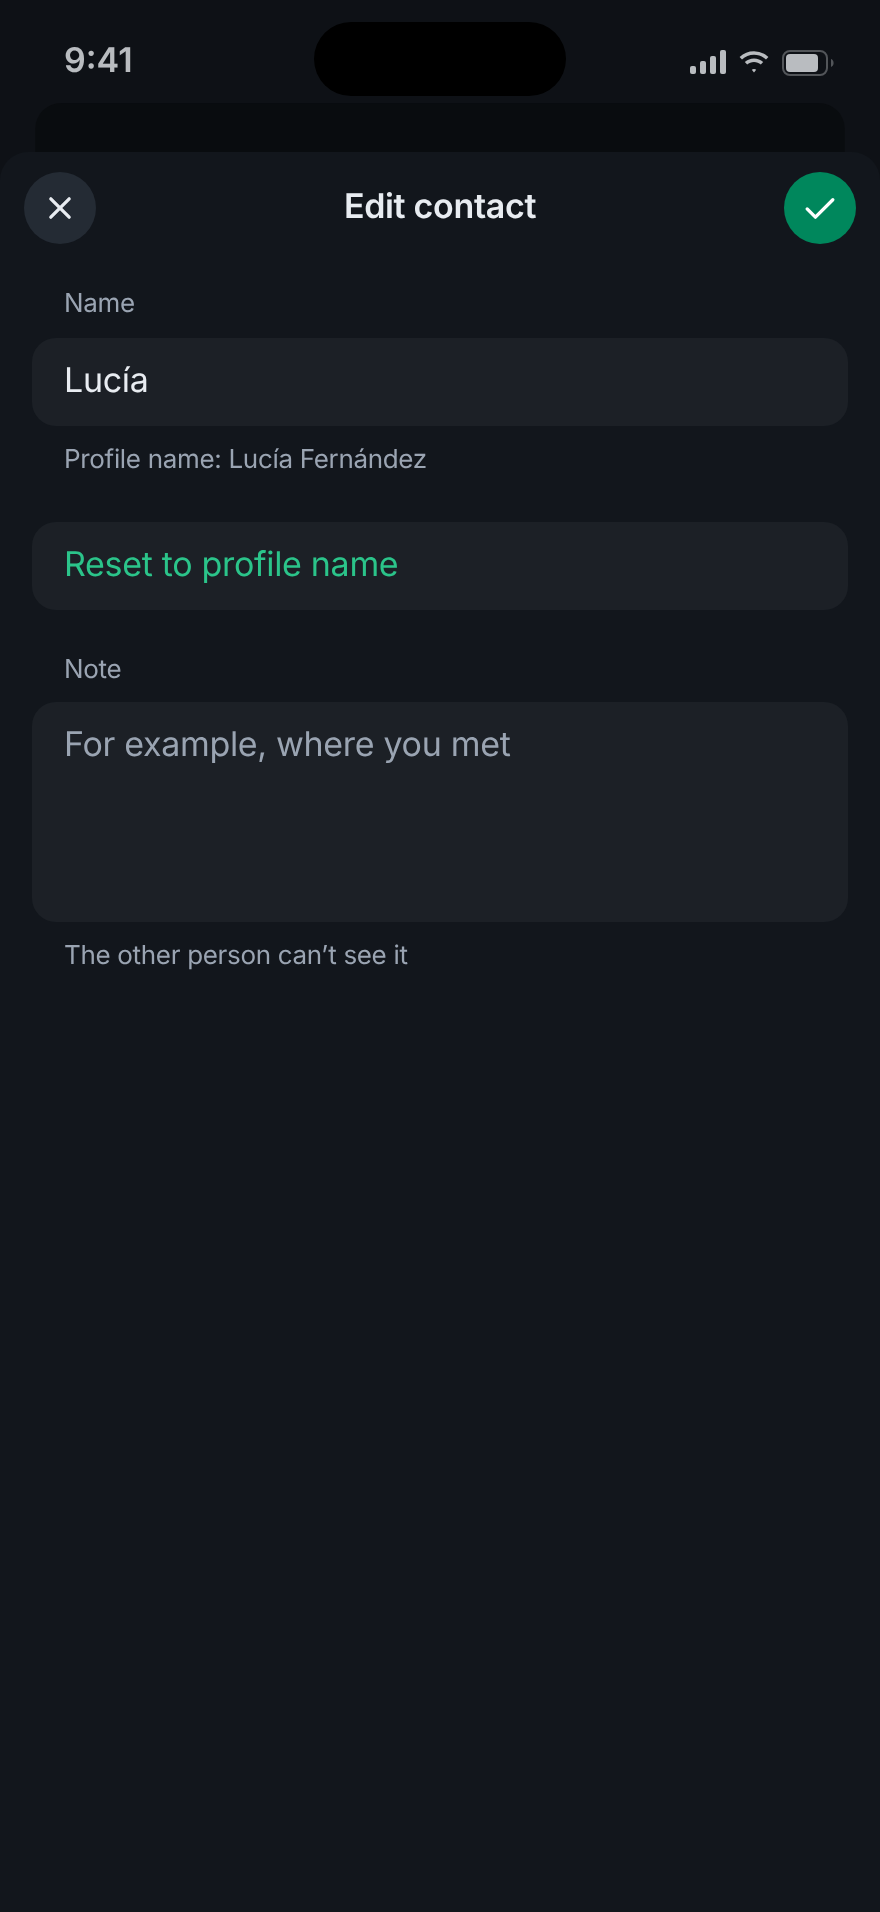 9:41
Edit contact
Name
Lucía
Profile name: Lucía Fernández
Reset to profile name
Note
For example, where you met
The other person can’t see it